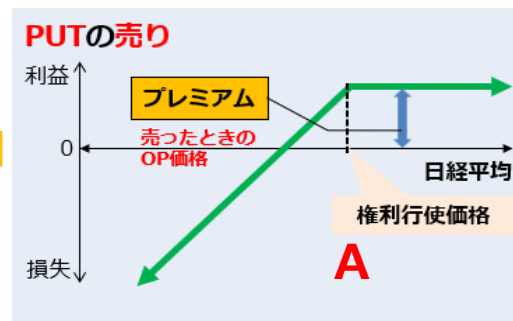 PUTの売り
利益
プレミアム
売ったときの
OP価格
0
日経平均
権利行使価格
A
損失